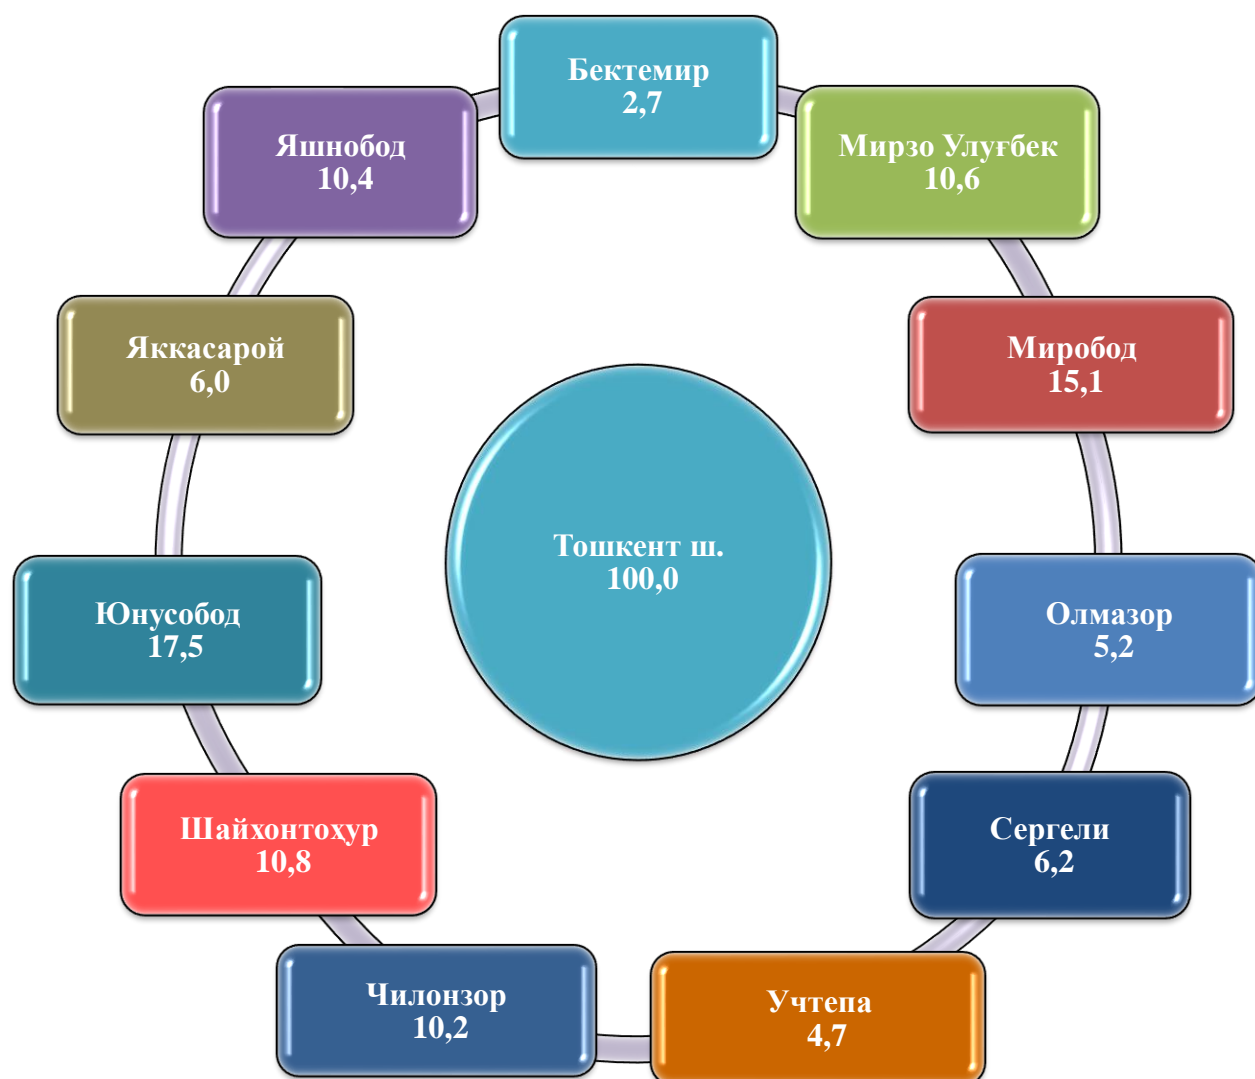 Бектемир
2,7
Мирзо Улуғбек
10,6
Миробод
15,1
Олмазор
5,2
Сергели
6,2
Учтепа
4,7
Чилонзор
10,2
Шайхонтоҳур
10,8
Юнусобод
17,5
Яккасарой
6,0
Яшнобод
10,4
Тошкент ш.
100,0